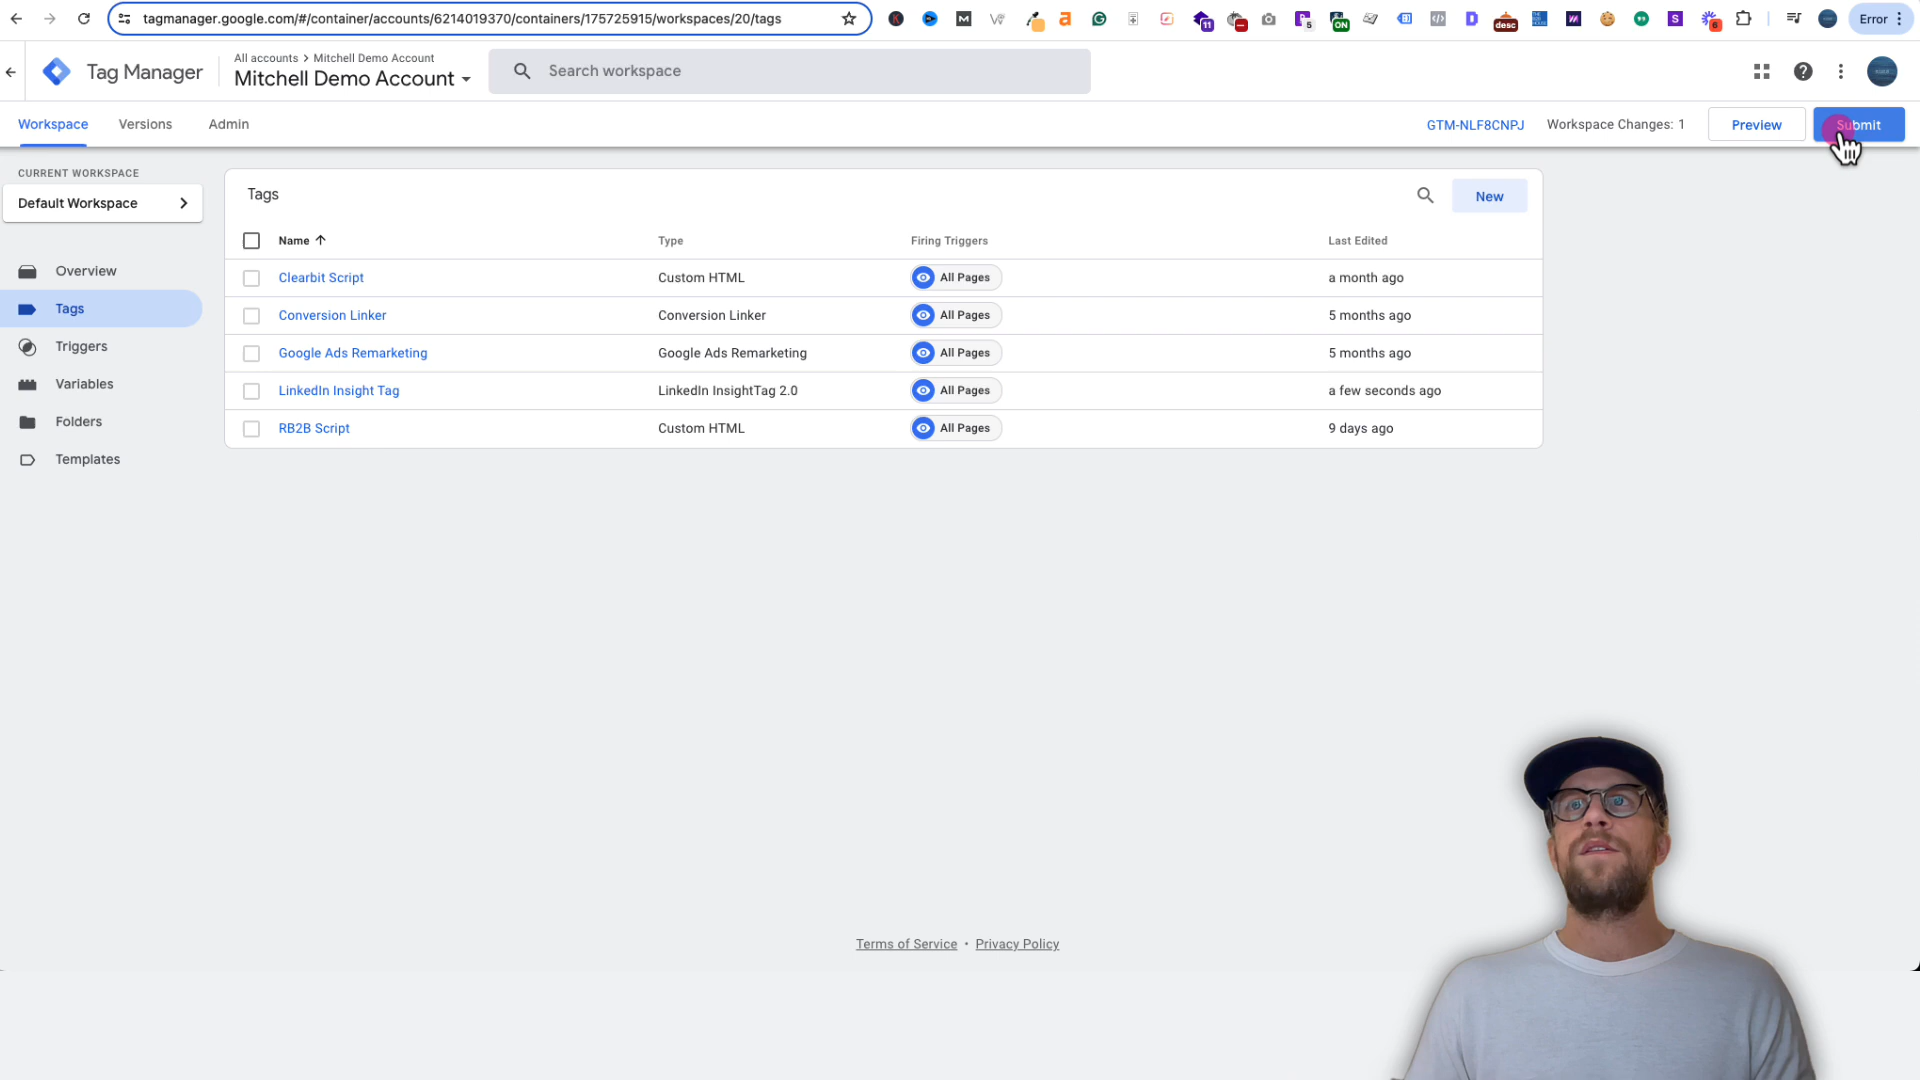 tagmanager.google.com/#/container/accounts/6214019370/containers/175725915/workspaces/20/tags
11
5
ON
desc
6
Error
Tag Manager
All accounts > Mitchell Demo Account
Mitchell Demo Account
Search workspace
Workspace
Versions
Admin
GTM-NLF8CNPJ
Workspace Changes: 1
Preview
Submit
CURRENT WORKSPACE
Default Workspace
Overview
Tags
Triggers
Variables
Folders
Templates
Tags
New
Name Type Firing Triggers Last Edited
Clearbit Script Custom HTML All Pages a month ago
Conversion Linker Conversion Linker All Pages 5 months ago
Google Ads Remarketing Google Ads Remarketing All Pages 5 months ago
LinkedIn Insight Tag LinkedIn InsightTag 2.0 All Pages a few seconds ago
RB2B Script Custom HTML All Pages 9 days ago
Terms of Service • Privacy Policy